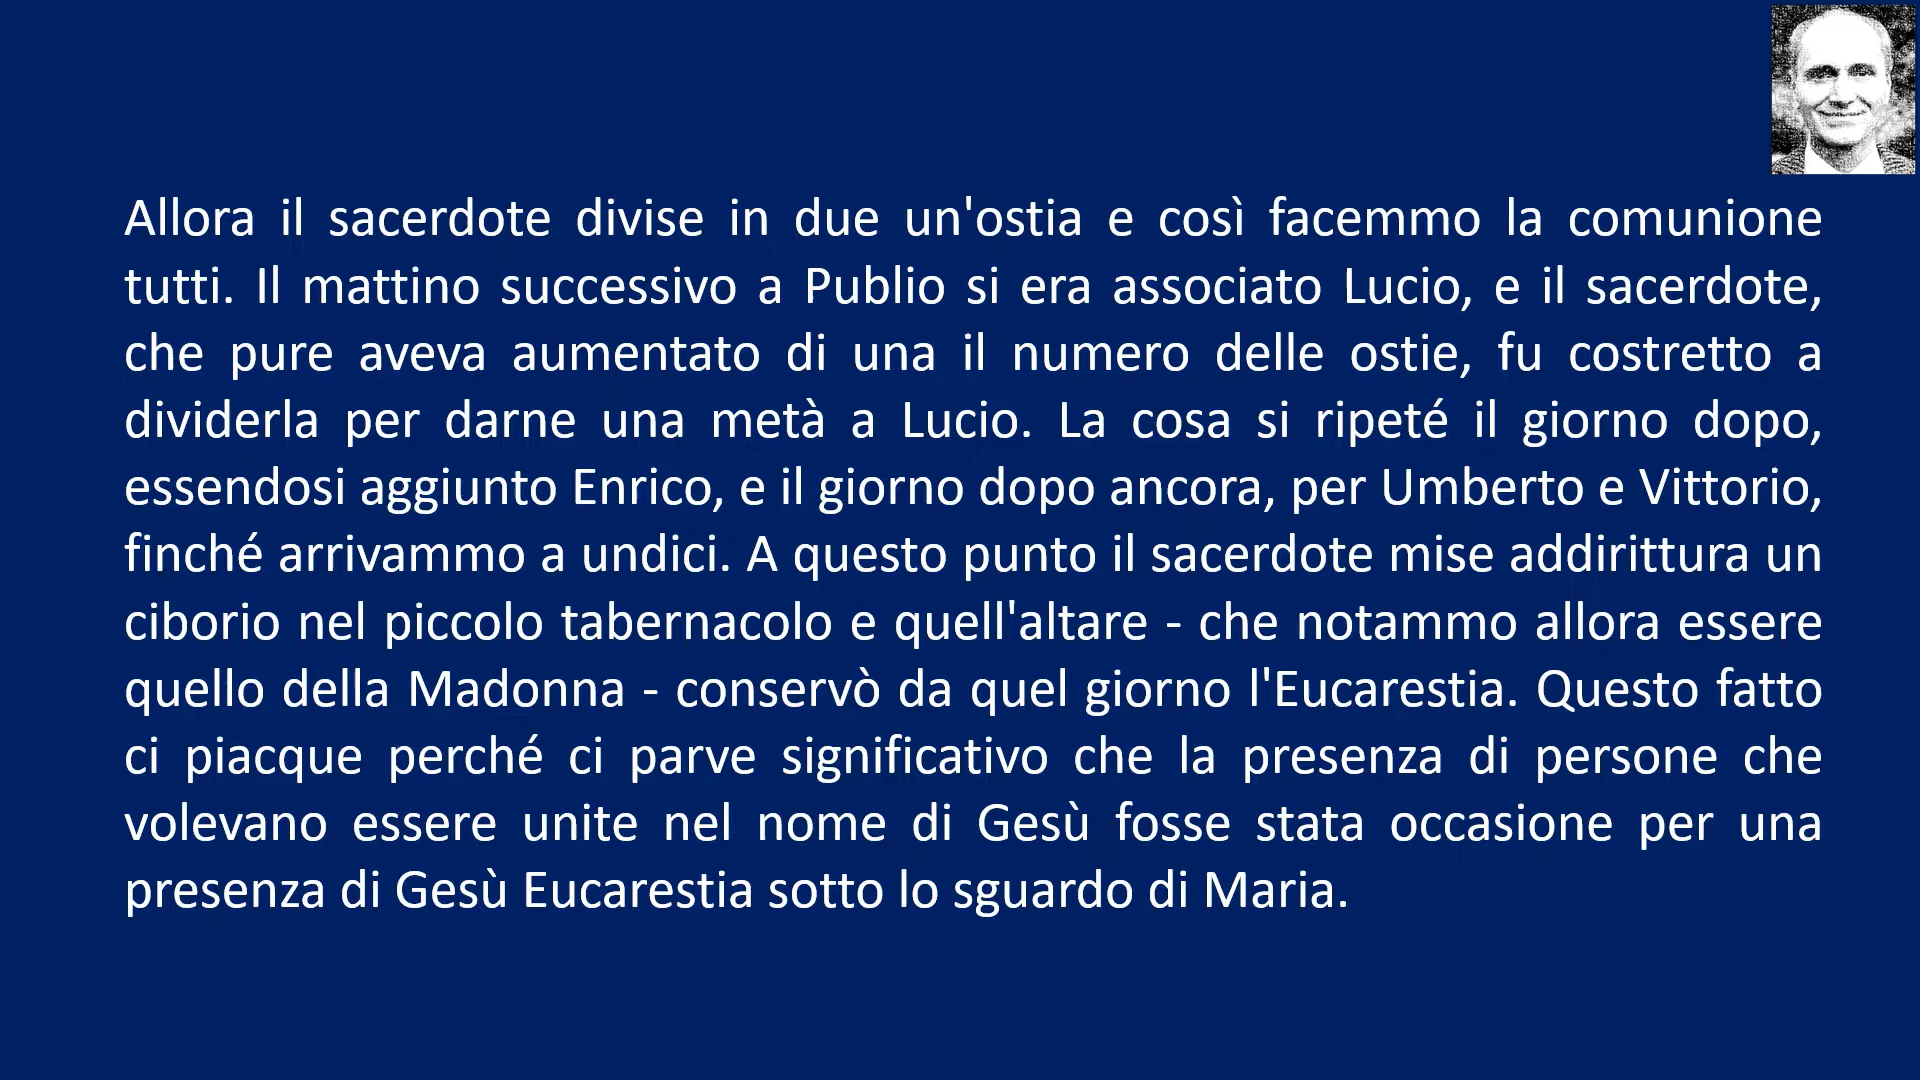 Allora il sacerdote divise in due un'ostia e così facemmo la comunione
tutti. Il mattino successivo a Publio si era associato Lucio, e il sacerdote,
che pure aveva aumentato di una il numero delle ostie, fu costretto a
dividerla per darne una metà a Lucio. La cosa si ripeté il giorno dopo,
essendosi aggiunto Enrico, e il giorno dopo ancora, per Umberto e Vittorio,
finché arrivammo a undici. A questo punto il sacerdote mise addirittura un
ciborio nel piccolo tabernacolo e quell'altare - che notammo allora essere
quello della Madonna - conservò da quel giorno l'Eucarestia. Questo fatto
ci piacque perché ci parve significativo che la presenza di persone che
volevano essere unite nel nome di Gesù fosse stata occasione per una
presenza di Gesù Eucarestia sotto lo sguardo di Maria.